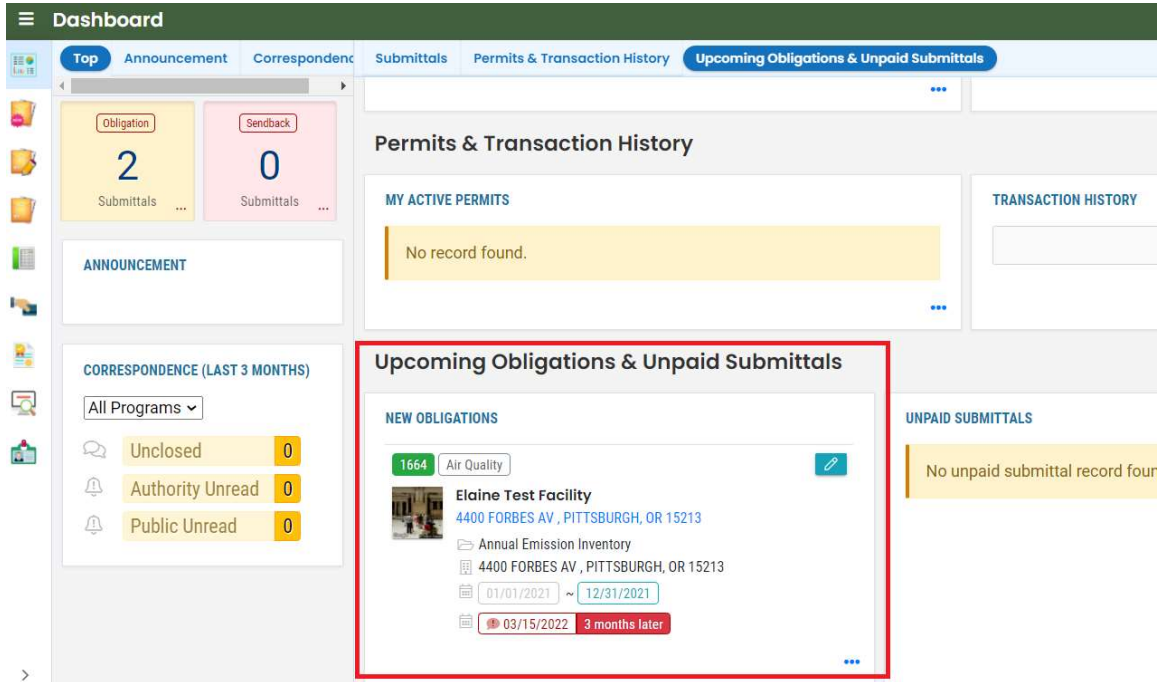 Dashboard
Top Announcement Correspondenc Submittals Permits & Transaction History Upcoming Obligations & Unpaid Submittals
Obligation
2
Submittals ...
Sendback
0
Submittals ...
ANNOUNCEMENT
CORRESPONDENCE (LAST 3 MONTHS)
All Programs
Unclosed 0
Authority Unread 0
Public Unread 0
Permits & Transaction History
MY ACTIVE PERMITS
No record found.
TRANSACTION HISTORY
Upcoming Obligations & Unpaid Submittals
NEW OBLIGATIONS
1664 Air Quality
Elaine Test Facility
4400 FORBES AV , PITTSBURGH, OR 15213
Annual Emission Inventory
4400 FORBES AV , PITTSBURGH, OR 15213
01/01/2021 ~ 12/31/2021
03/15/2022 3 months later
UNPAID SUBMITTALS
No unpaid submittal record four